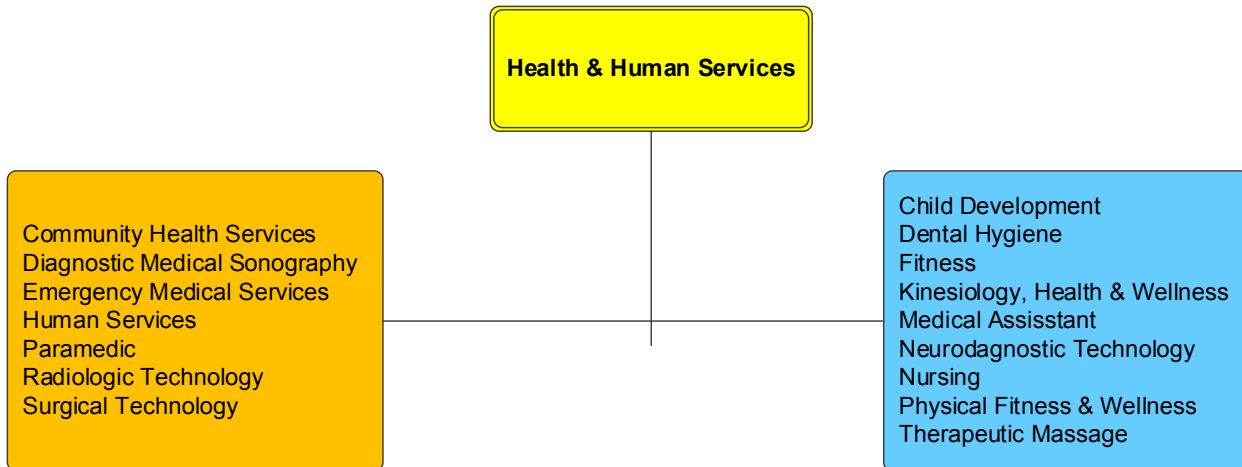 Health & Human Services
Community Health Services
Diagnostic Medical Sonography
Emergency Medical Services
Human Services
Paramedic
Radiologic Technology
Surgical Technology
Child Development
Dental Hygiene
Fitness
Kinesiology, Health & Wellness
Medical Assisstant
Neurodagnostic Technology
Nursing
Physical Fitness & Wellness
Therapeutic Massage